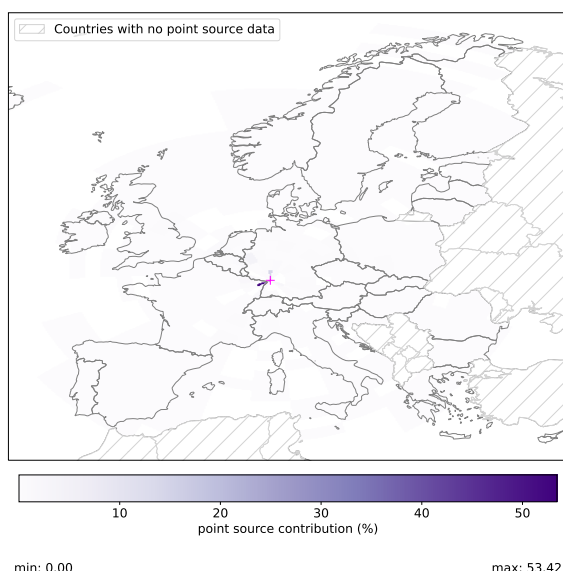 Countries with no point source data
10 20 30 40 50
point source contribution (%)
min: 0.00 max: 53.42